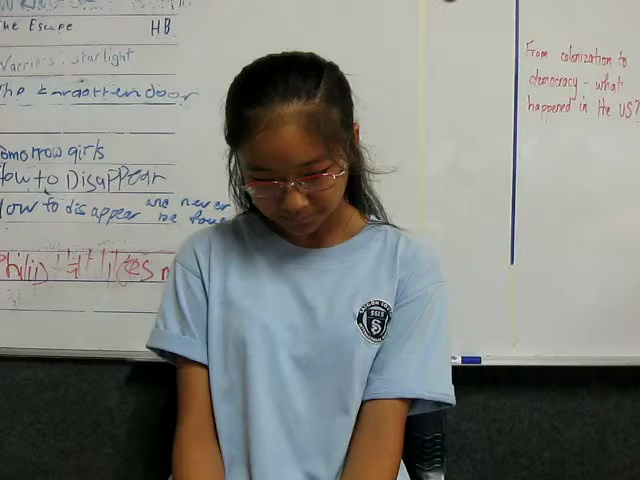 The Escape HB
Warrior's starlight
The forgotten door
Tomorrow girls
How to Disappear
How to disappear and never
be found
From colonization to
democracy - what
happened in the US?
SSIS
S